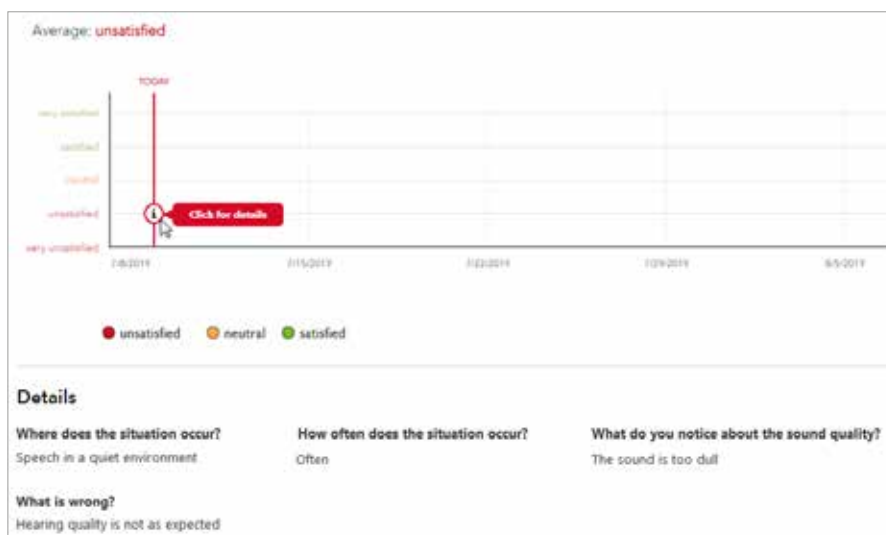 Average: unsatisfied
TODAY
very satisfied
satisfied
neutral
unsatisfied
i Click for details
very unsatisfied
7/8/2019 7/15/2019 7/22/2019 7/29/2019 8/5/2019
unsatisfied neutral satisfied
Details
Where does the situation occur? How often does the situation occur? What do you notice about the sound quality?
Speech in a quiet environment Often The sound is too dull
What is wrong?
Hearing quality is not as expected